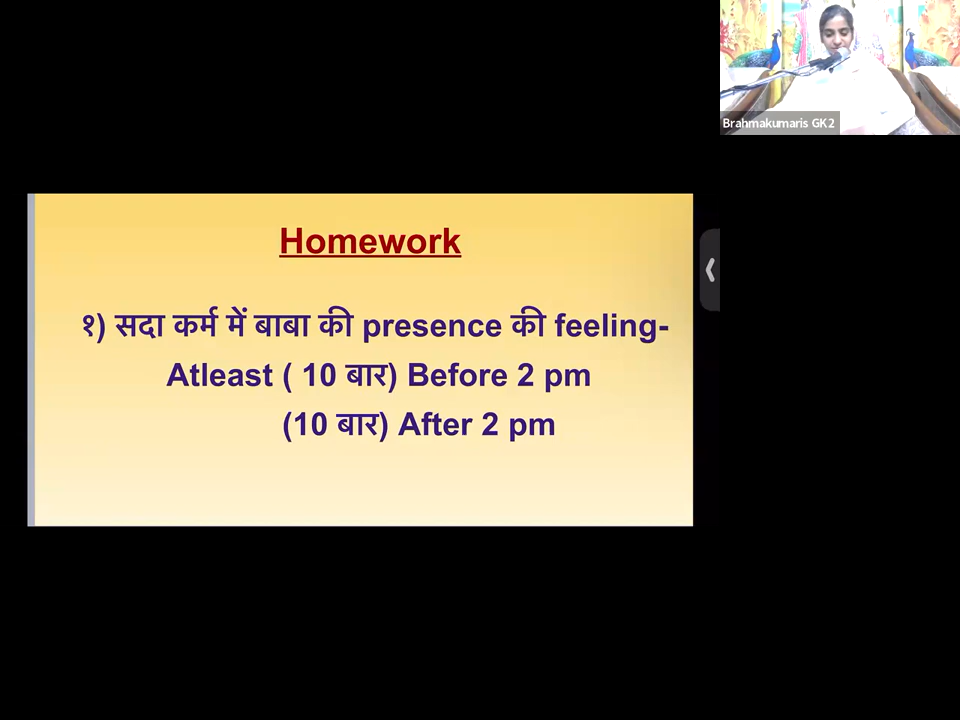 Brahmakumaris GK2
Homework
१) सदा कर्म में बाबा की presence की feeling-
Atleast ( 10 बार) Before 2 pm
(10 बार) After 2 pm